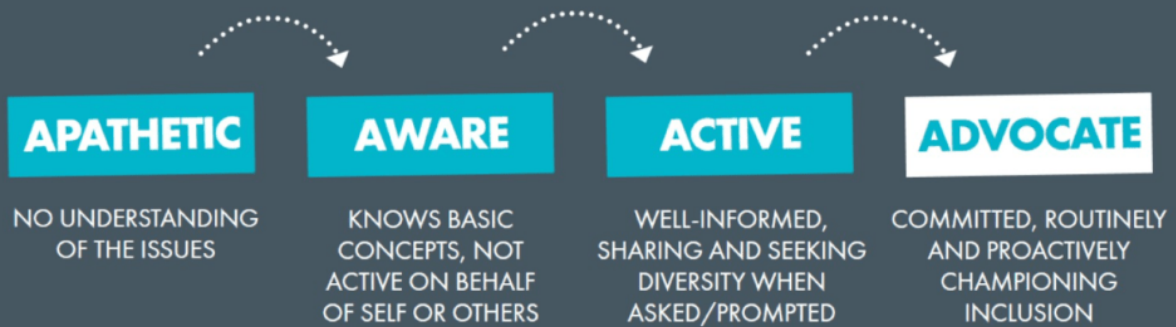 APATHETIC
NO UNDERSTANDING
OF THE ISSUES
AWARE
KNOWS BASIC
CONCEPTS, NOT
ACTIVE ON BEHALF
OF SELF OR OTHERS
ACTIVE
WELL-INFORMED,
SHARING AND SEEKING
DIVERSITY WHEN
ASKED/PROMPTED
ADVOCATE
COMMITTED, ROUTINELY
AND PROACTIVELY
CHAMPIONING
INCLUSION